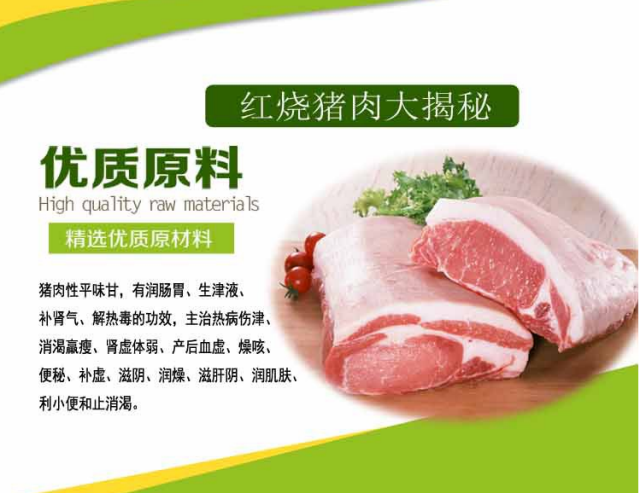 红烧猪肉大揭秘
优质原料
High quality raw materials
精选优质原材料
猪肉性平味甘，有润肠胃、生津液、
补肾气、解热毒的功效，主治热病伤津、
消渴羸瘦、肾虚体弱、产后血虚、燥咳、
便秘、补虚、滋阴、润燥、滋肝阴、润肌肤、
利小便和止消渴。